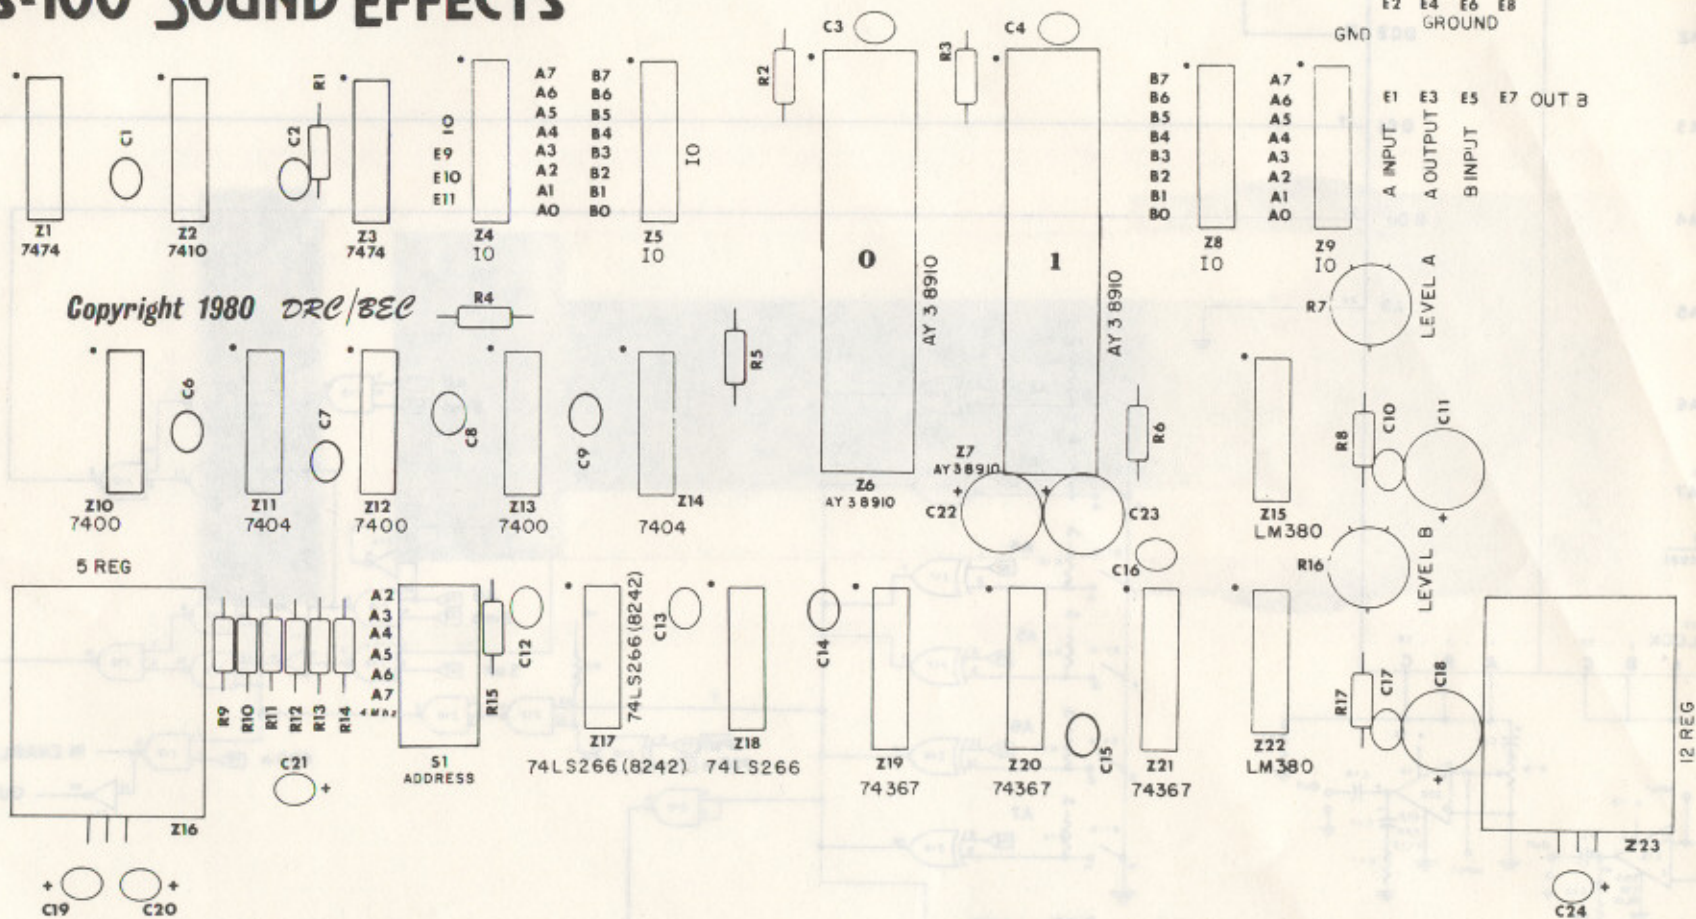 S-100 SOUND EFFECTS
E2 E4 E6 E8
GROUND
GND
C3
C4
R1
R2
R3
C1
C2
IO
E9
E10
E11
A7
A6
A5
A4
A3
A2
A1
A0
B7
B6
B5
B4
B3
B2
B1
B0
IO
B7
B6
B5
B4
B3
B2
B1
B0
A7
A6
A5
A4
A3
A2
A1
A0
E1 E3 E5 E7 OUT B
A INPUT
A OUTPUT
B INPUT
Z1
7474
Z2
7410
Z3
7474
Z4
IO
Z5
IO
0
1
AY 3 8910
AY 3 8910
Z8
IO
Z9
IO
Copyright 1980 DRC/BEC
R4
R5
R7
LEVEL A
C6
C7
C8
C9
R6
R8
C10
C11
Z10
7400
Z11
7404
Z12
7400
Z13
7400
Z14
7404
Z6
AY 3 8910
Z7
AY 3 8910
+
C22
+
C23
Z15
LM380
+
C16
R16
LEVEL B
5 REG
A2
A3
A4
A5
A6
A7
4 Mhz
R9
R10
R11
R12
R13
R14
R15
C12
74LS266 (8242)
C13
C14
C15
R17
C17
C18
+
12 REG
S1
ADDRESS
Z17
74LS266 (8242)
Z18
74LS266
Z19
74367
Z20
74367
Z21
74367
Z22
LM380
C21
+
Z16
Z23
+
C19
+
C20
+
C24